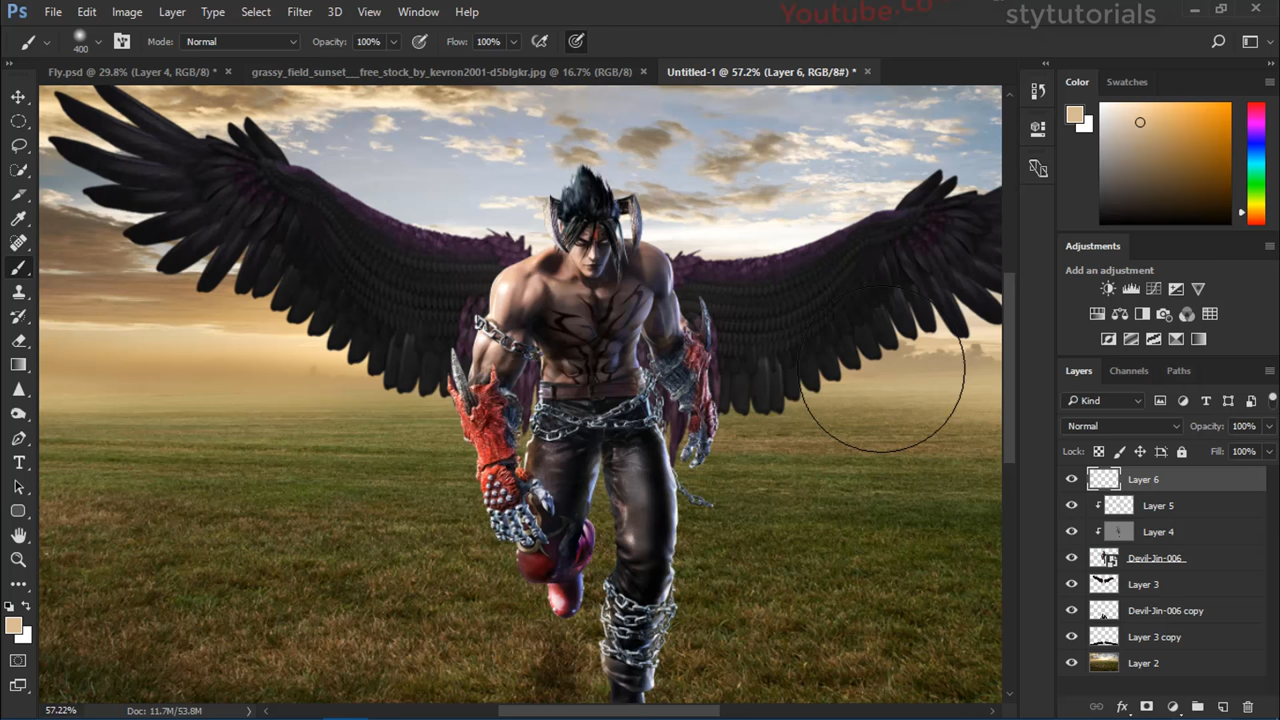 Ps File Edit Image Layer Type Select Filter 3D View Window Help
Youtube.co
stytutorials
400 Mode: Normal Opacity: 100% Flow: 100%
Fly.psd @ 29.8% (Layer 4, RGB/8) * × grassy_field_sunset__free_stock_by_kevron2001-d5blgkr.jpg @ 16.7% (RGB/8) × Untitled-1 @ 57.2% (Layer 6, RGB/8#) * ×
Color Swatches
Adjustments
Add an adjustment
Layers Channels Paths
Kind
Normal Opacity: 100%
Lock: Fill: 100%
Layer 6
Layer 5
Layer 4
Devil-Jin-006
Layer 3
Devil-Jin-006 copy
Layer 3 copy
Layer 2
57.22% Doc: 11.7M/53.8M
fx